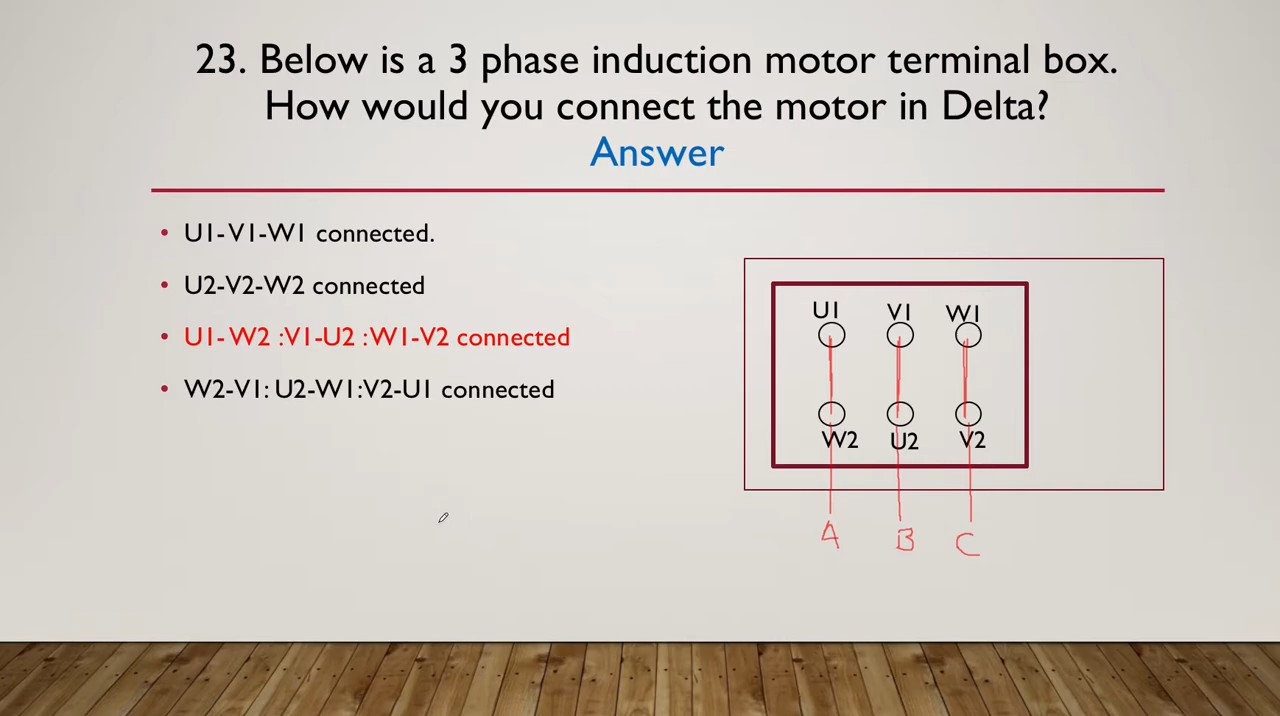 23. Below is a 3 phase induction motor terminal box.
How would you connect the motor in Delta?
Answer
• U1-V1-W1 connected.
• U2-V2-W2 connected
• U1- W2 :V1-U2 :W1-V2 connected
• W2-V1: U2-W1:V2-U1 connected
U1 V1 W1
W2 U2 V2
A B C